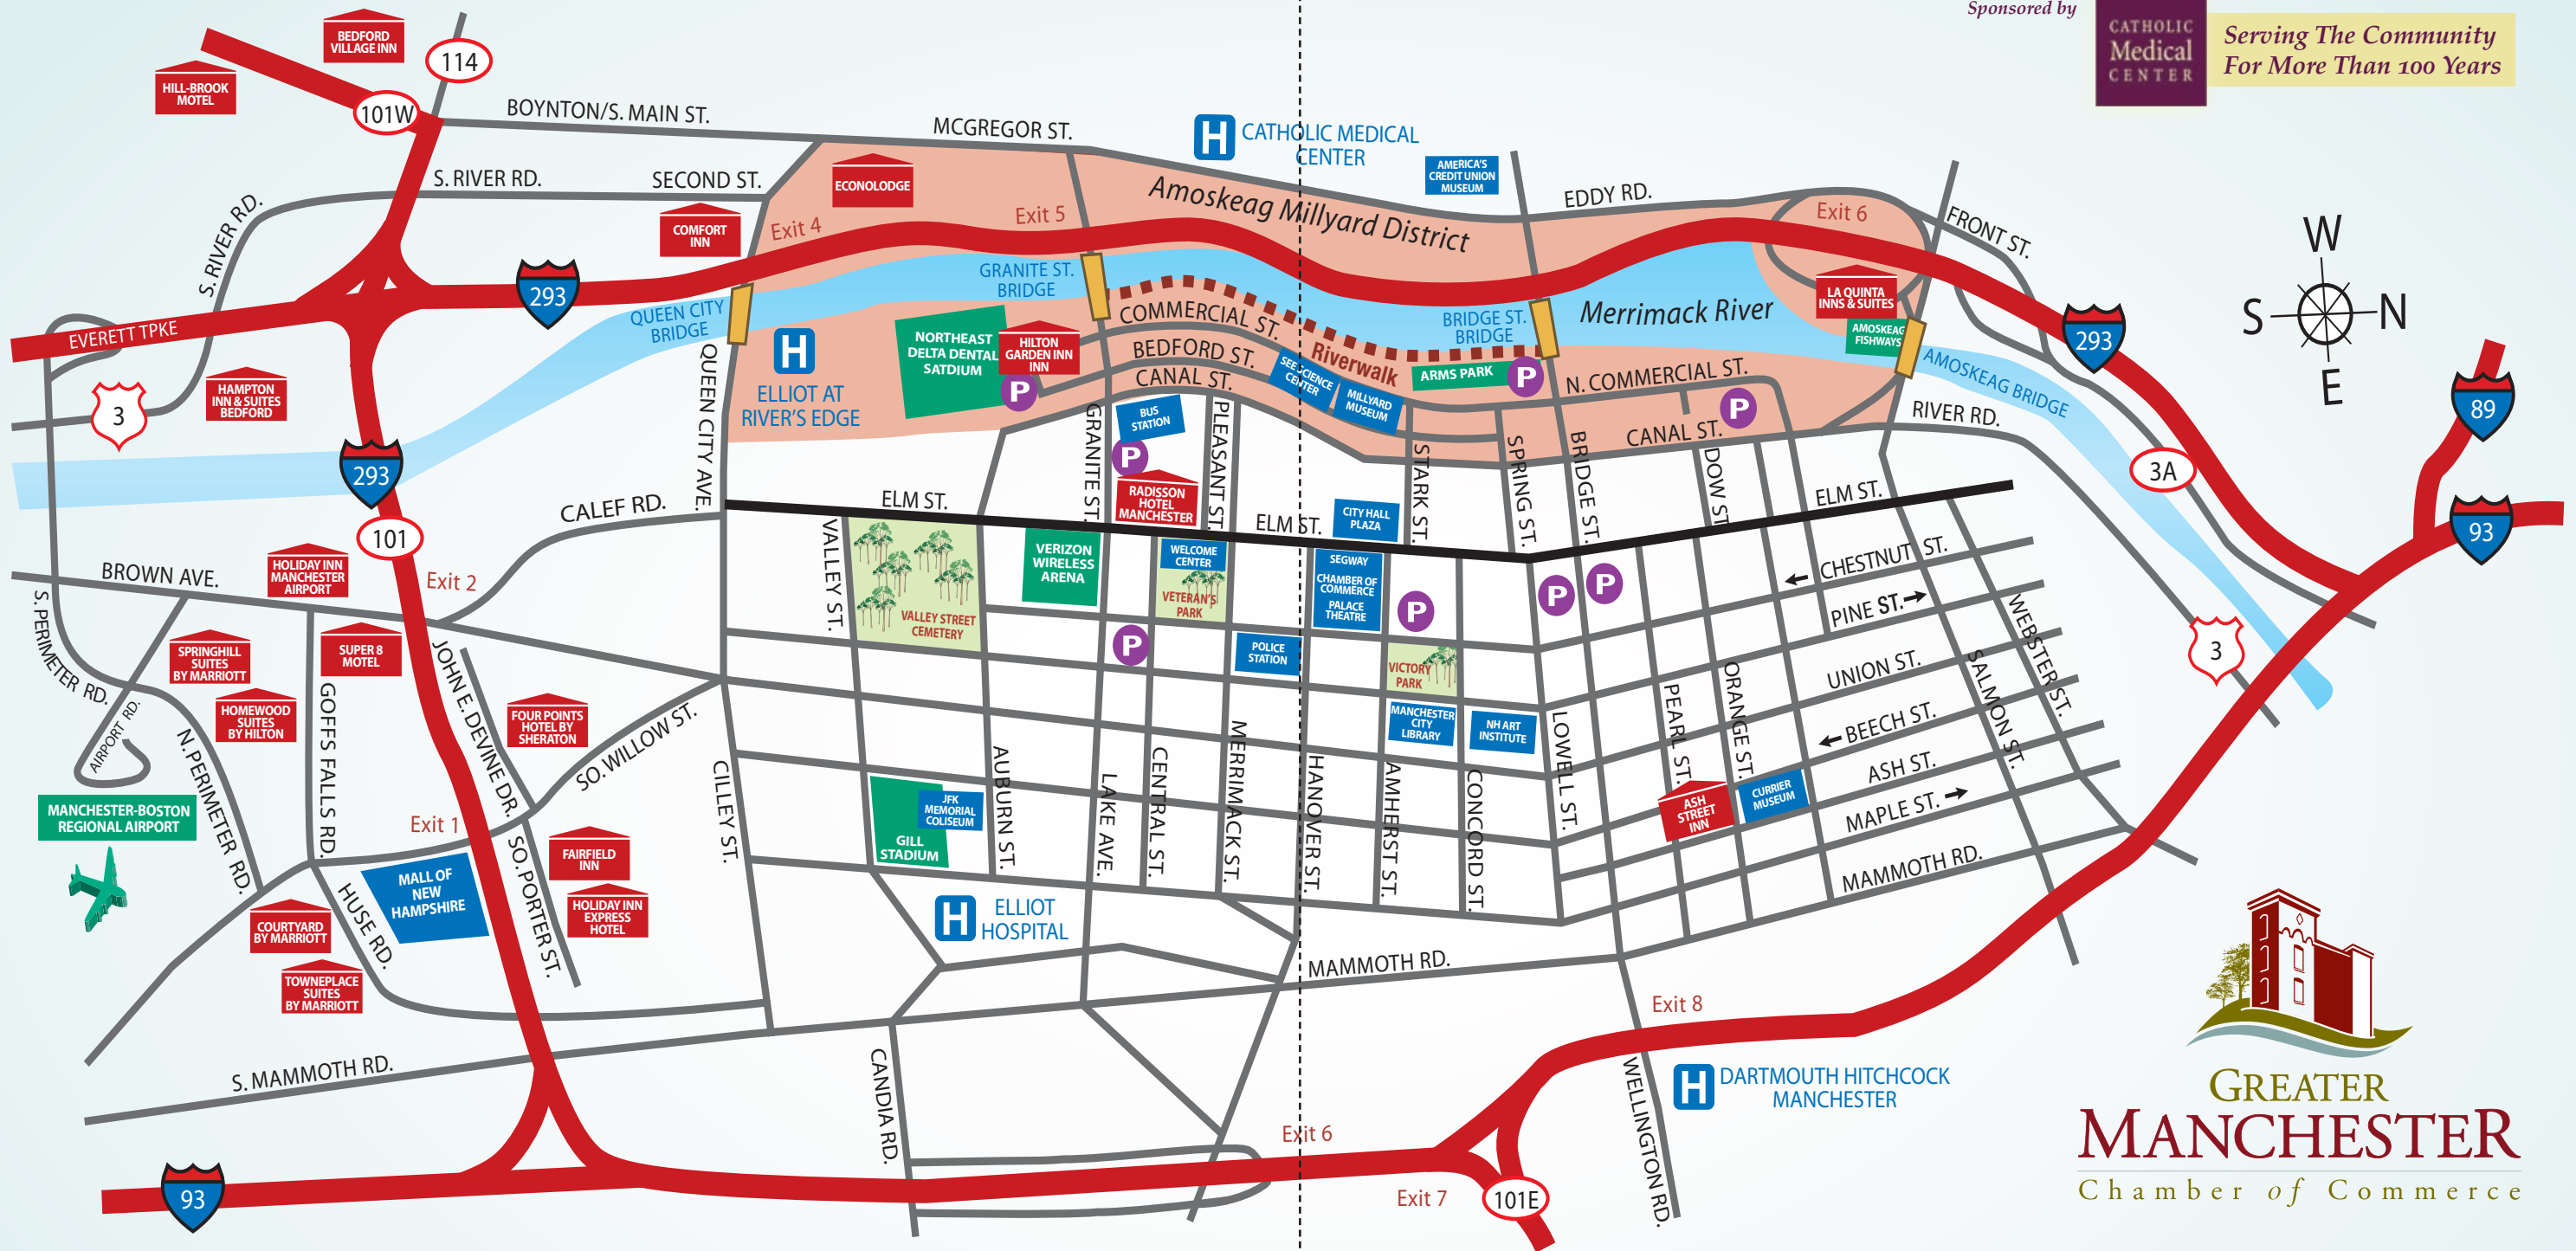 Sponsored by
CATHOLIC
Medical
CENTER
Serving The Community
For More Than 100 Years
BEDFORD
VILLAGE INN
HILL-BROOK
MOTEL
114
101W
BOYNTON/S. MAIN ST.
MCGREGOR ST.
H
CATHOLIC MEDICAL
CENTER
AMERICA'S
CREDIT UNION
MUSEUM
EDDY RD.
FRONT ST.
S. RIVER RD.
S. RIVER RD.
SECOND ST.
ECONOLODGE
COMFORT
INN
Exit 4
Exit 5
Exit 6
Amoskeag Millyard District
EVERETT TPKE
293
QUEEN CITY
BRIDGE
GRANITE ST.
BRIDGE
BRIDGE ST.
BRIDGE
Merrimack River
LA QUINTA
INNS & SUITES
AMOSKEAG
FISHWAYS
AMOSKEAG BRIDGE
293
W
S
N
E
3
HAMPTON
INN & SUITES
BEDFORD
QUEEN CITY AVE.
H
ELLIOT AT
RIVER'S EDGE
NORTHEAST
DELTA DENTAL
SATDIUM
HILTON
GARDEN INN
P
COMMERCIAL ST.
BEDFORD ST.
CANAL ST.
Riverwalk
SEE SCIENCE
CENTER
MILLYARD
MUSEUM
ARMS PARK
P
N. COMMERCIAL ST.
P
CANAL ST.
RIVER RD.
89
3A
93
293
101
GRANITE ST.
BUS
STATION
P
PLEASANT ST.
RADISSON
HOTEL
MANCHESTER
STARK ST.
SPRING ST.
BRIDGE ST.
DOW ST.
CALEF RD.
ELM ST.
ELM ST.
ELM ST.
CITY HALL
PLAZA
BROWN AVE.
HOLIDAY INN
MANCHESTER
AIRPORT
Exit 2
VALLEY ST.
VALLEY STREET
CEMETERY
VERIZON
WIRELESS
ARENA
WELCOME
CENTER
VETERAN'S
PARK
SEGWAY
CHAMBER OF
COMMERCE
PALACE
THEATRE
P
P
P
P
POLICE
STATION
VICTORY
PARK
CHESTNUT ST.
PINE ST.
UNION ST.
BEECH ST.
ASH ST.
MAPLE ST.
MAMMOTH RD.
WEBSTER ST.
SALMON ST.
3
S. PERIMETER RD.
SPRINGHILL
SUITES
BY MARRIOTT
SUPER 8
MOTEL
HOMEWOOD
SUITES
BY HILTON
AIRPORT RD.
N. PERIMETER RD.
GOFFS FALLS RD.
JOHN E. DEVINE DR.
FOUR POINTS
HOTEL BY
SHERATON
SO. WILLOW ST.
MANCHESTER-BOSTON
REGIONAL AIRPORT
Exit 1
CILLEY ST.
JFK
MEMORIAL
COLISEUM
GILL
STADIUM
AUBURN ST.
LAKE AVE.
CENTRAL ST.
MERRIMACK ST.
HANOVER ST.
AMHERST ST.
CONCORD ST.
LOWELL ST.
MANCHESTER
CITY
LIBRARY
NH ART
INSTITUTE
PEARL ST.
ORANGE ST.
ASH
STREET
INN
CURRIER
MUSEUM
MALL OF
NEW
HAMPSHIRE
SO. PORTER ST.
FAIRFIELD
INN
HOLIDAY INN
EXPRESS
HOTEL
COURTYARD
BY MARRIOTT
HUSE RD.
TOWNEPLACE
SUITES
BY MARRIOTT
H
ELLIOT
HOSPITAL
MAMMOTH RD.
S. MAMMOTH RD.
CANDIA RD.
Exit 8
WELLINGTON RD.
H
DARTMOUTH HITCHCOCK
MANCHESTER
Exit 6
Exit 7
101E
93
GREATER
MANCHESTER
Chamber of Commerce